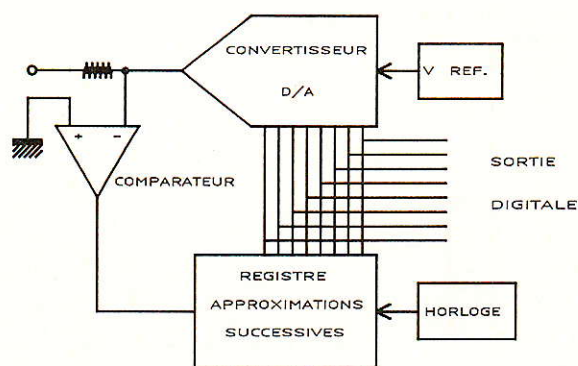 CONVERTISSEUR
D/A
V REF.
+ -
COMPARATEUR
SORTIE
DIGITALE
REGISTRE
APPROXIMATIONS
SUCCESSIVES
HORLOGE